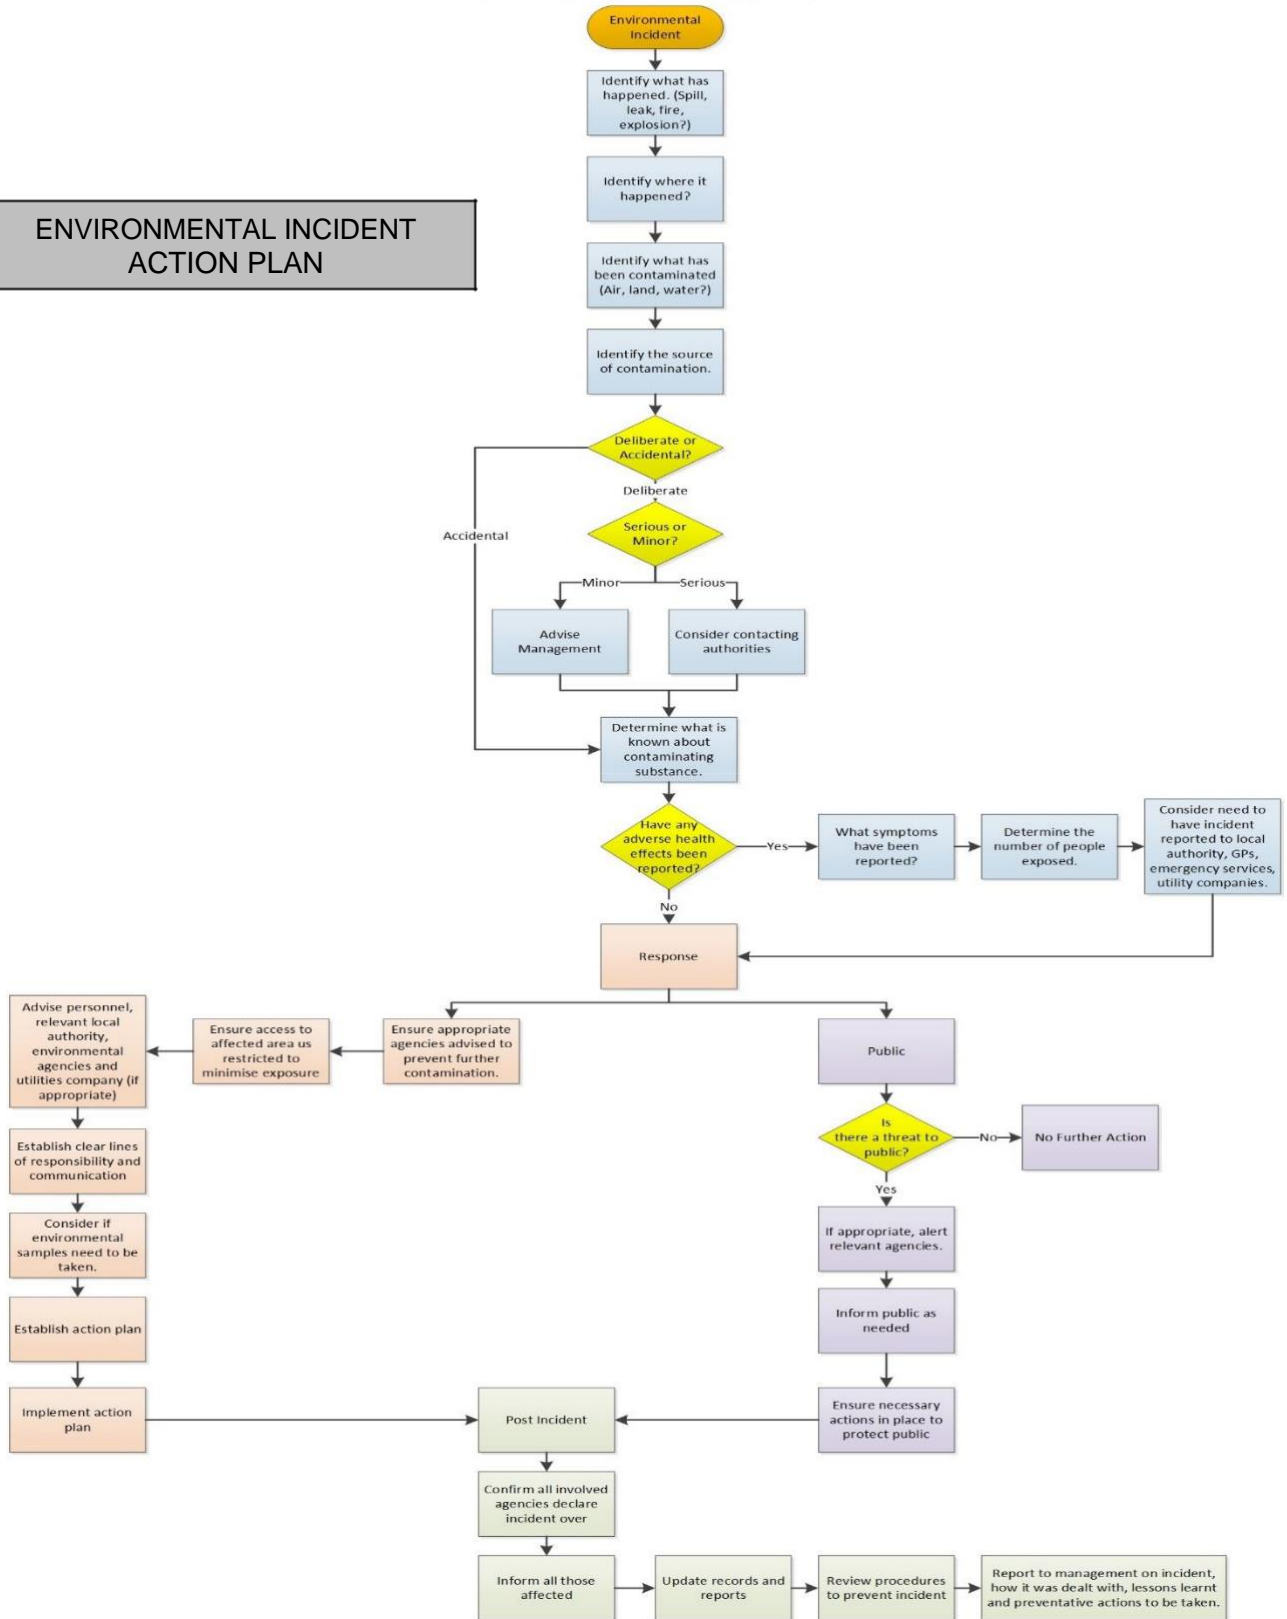 Environmental
Incident
Identify what has
happened. (Spill,
leak, fire,
explosion?)
Identify where it
happened?
ENVIRONMENTAL INCIDENT
ACTION PLAN
Identify what has
been contaminated
(Air, land, water?)
Identify the source
of contamination.
Deliberate or
Accidental?
Deliberate
Accidental
Serious or
Minor?
Minor
Serious
Advise
Management
Consider contacting
authorities
Determine what is
known about
contaminating
substance.
Have any
adverse health
effects been
reported?
Yes
What symptoms
have been
reported?
Determine the
number of people
exposed.
Consider need to
have incident
reported to local
authority, GPs,
emergency services,
utility companies.
No
Response
Advise personnel,
relevant local
authority,
environmental
agencies and
utilities company (if
appropriate)
Ensure access to
affected area us
restricted to
minimise exposure
Ensure appropriate
agencies advised to
prevent further
contamination.
Public
Is
there a threat to
public?
No
No Further Action
Yes
Establish clear lines
of responsibility and
communication
Consider if
environmental
samples need to be
taken.
If appropriate, alert
relevant agencies.
Establish action plan
Inform public as
needed
Implement action
plan
Post Incident
Ensure necessary
actions in place to
protect public
Confirm all involved
agencies declare
incident over
Inform all those
affected
Update records and
reports
Review procedures
to prevent incident
Report to management on incident,
how it was dealt with, lessons learnt
and preventative actions to be taken.